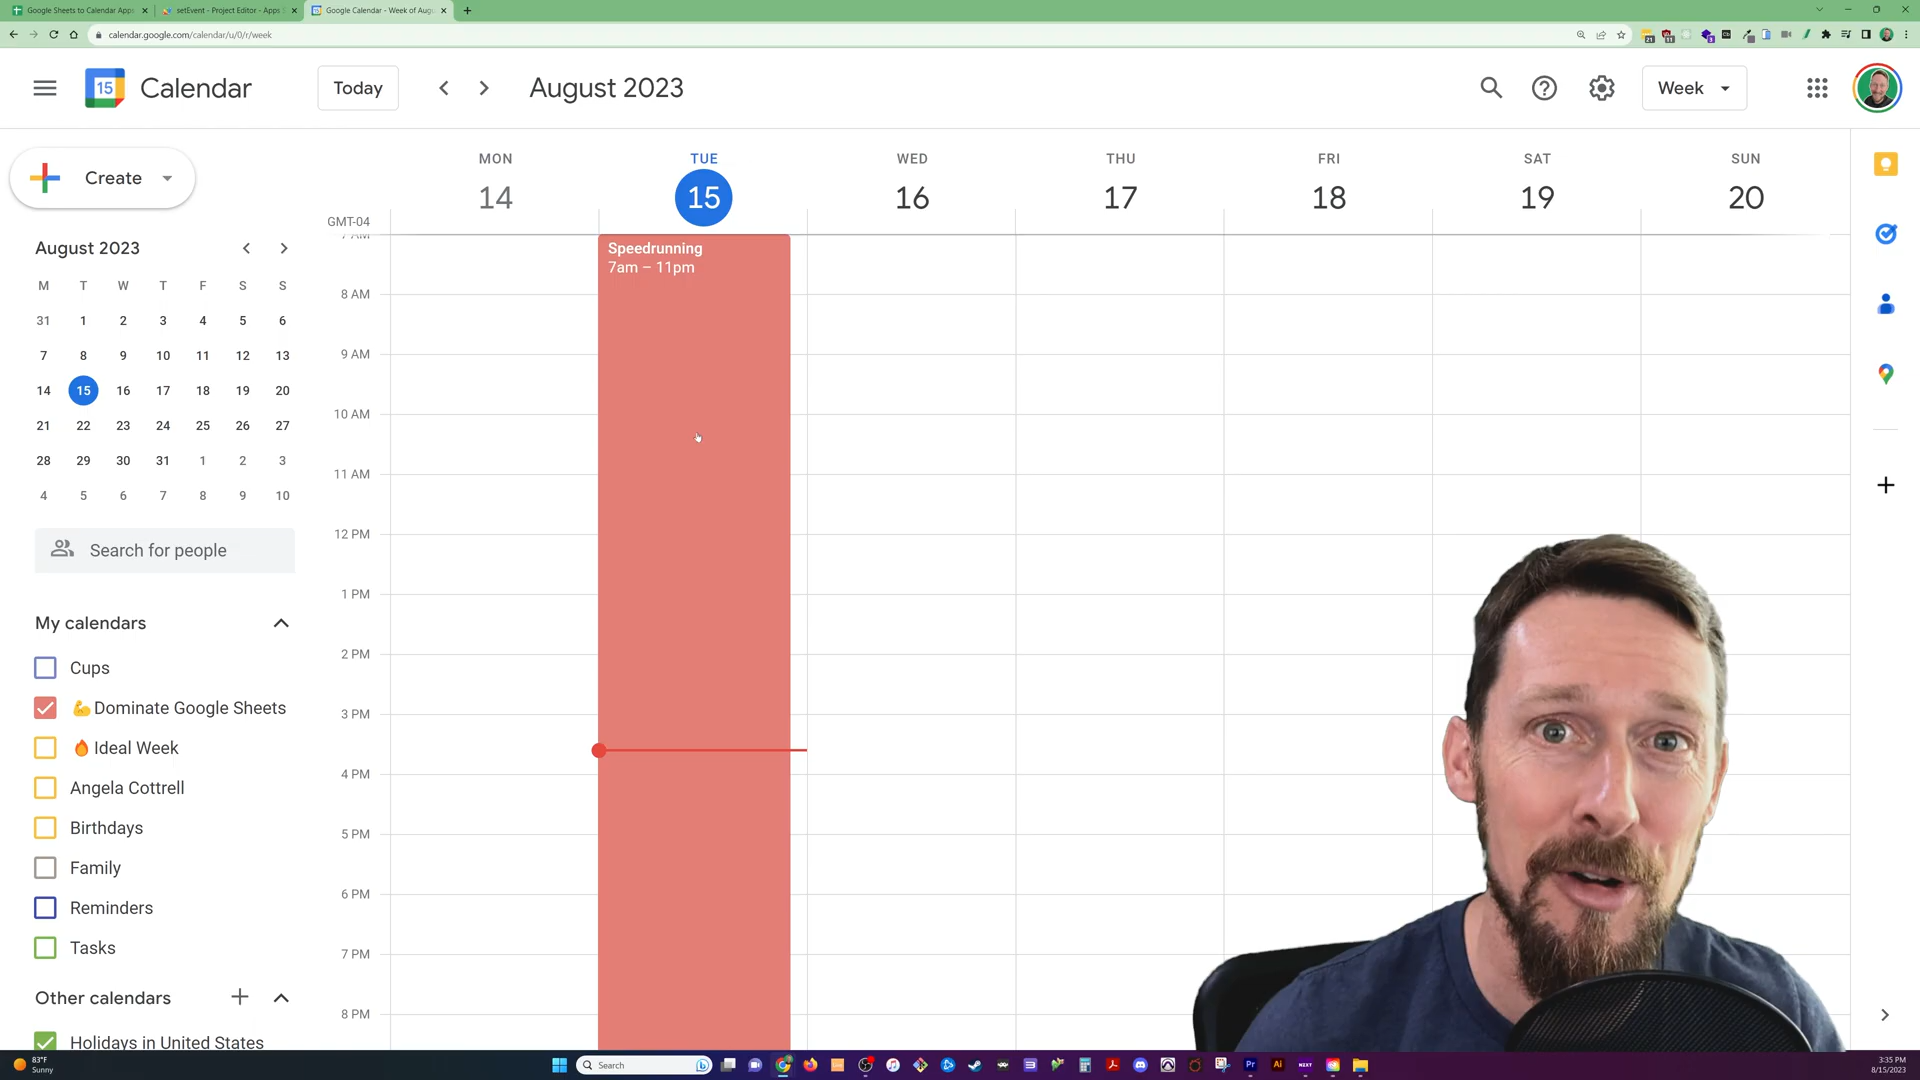 Google Sheets to Calendar Apps
setEvent - Project Editor - Apps S
Google Calendar - Week of Aug
calendar.google.com/calendar/u/0/r/week
15
Calendar
Today
August 2023
Week
Create
MON
TUE
WED
THU
FRI
SAT
SUN
14
15
16
17
18
19
20
GMT-04
August 2023
M T W T F S S
31 1 2 3 4 5 6
7 8 9 10 11 12 13
14 15 16 17 18 19 20
21 22 23 24 25 26 27
28 29 30 31 1 2 3
4 5 6 7 8 9 10
Search for people
My calendars
Cups
💪Dominate Google Sheets
🔥 Ideal Week
Angela Cottrell
Birthdays
Family
Reminders
Tasks
Other calendars
Holidays in United States
7 AM
8 AM
9 AM
10 AM
11 AM
12 PM
1 PM
2 PM
3 PM
4 PM
5 PM
6 PM
7 PM
8 PM
Speedrunning
7am – 11pm
83°F
Sunny
Search
Pr
Ai
NEXT
3:35 PM
8/15/2023